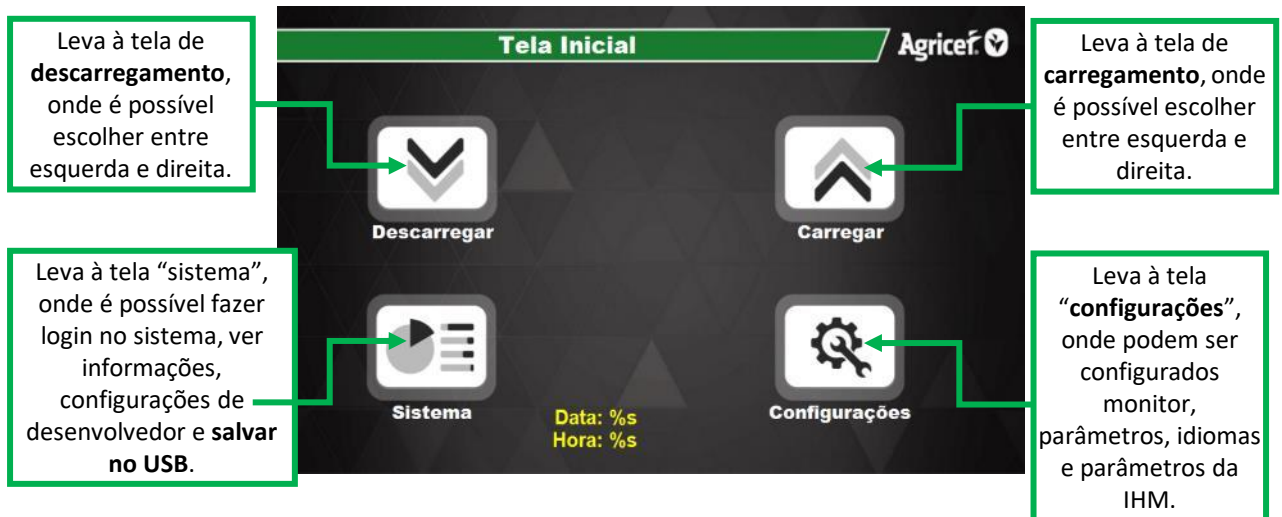 Leva à tela de
descarregamento,
onde é possível
escolher entre
esquerda e direita.
Tela Inicial
Agricef
Leva à tela de
carregamento, onde
é possível escolher
entre esquerda e
direita.
Descarregar
Carregar
Leva à tela “sistema”,
onde é possível fazer
login no sistema, ver
informações,
configurações de
desenvolvedor e salvar
no USB.
Sistema
Data: %s
Hora: %s
Configurações
Leva à tela
“configurações”,
onde podem ser
configurados
monitor,
parâmetros, idiomas
e parâmetros da
IHM.